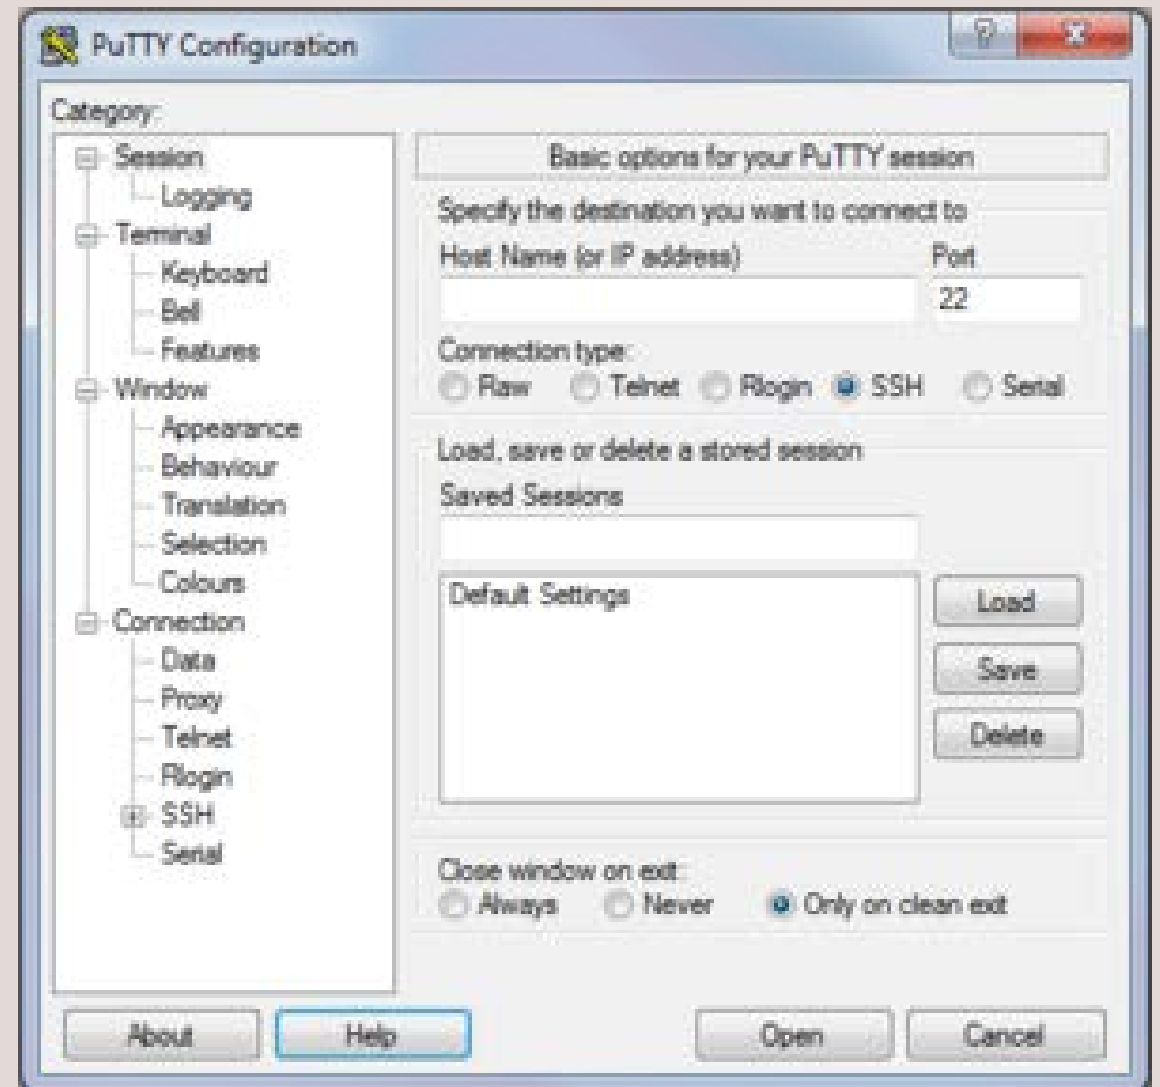 PuTTY Configuration
Category:
Session
Logging
Terminal
Keyboard
Bell
Features
Window
Appearance
Behaviour
Translation
Selection
Colours
Connection
Data
Proxy
Telnet
Rlogin
SSH
Serial
Basic options for your PuTTY session
Specify the destination you want to connect to
Host Name (or IP address) Port
22
Connection type:
Raw Telnet Rlogin SSH Serial
Load, save or delete a stored session
Saved Sessions
Default Settings
Load
Save
Delete
Close window on exit:
Always Never Only on clean exit
About Help Open Cancel